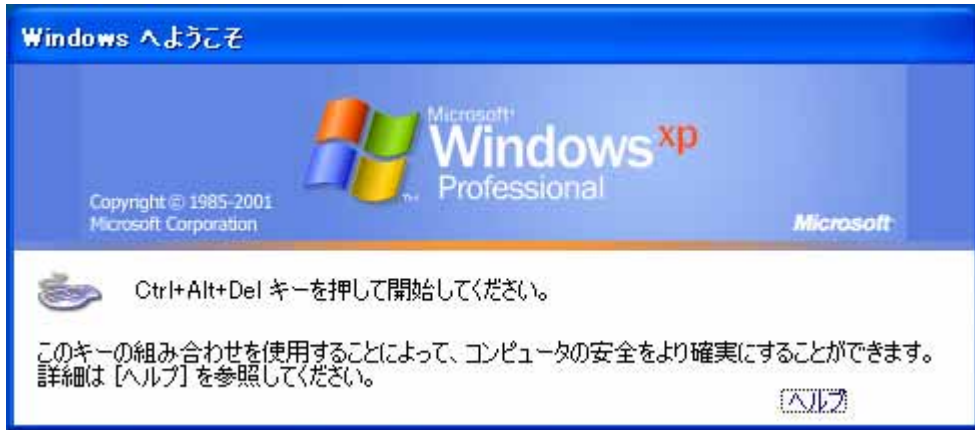 Windows へようこそ
Microsoft
Windows xp
Professional
Copyright © 1985-2001
Microsoft Corporation
Microsoft
Ctrl+Alt+Del キーを押して開始してください。
このキーの組み合わせを使用することによって、コンピュータの安全をより確実にすることができます。
詳細は [ヘルプ] を参照してください。
ヘルプ